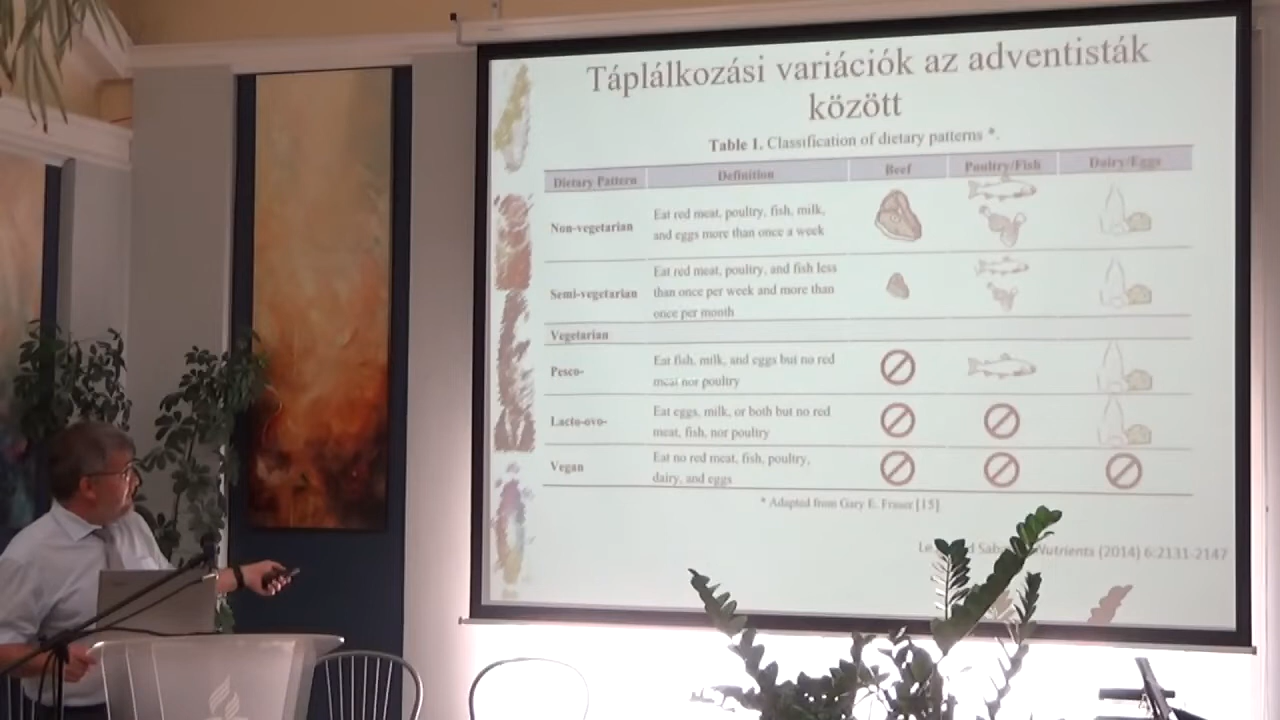 Táplálkozási variációk az adventisták
között
Table 1. Classification of dietary patterns *.
Dietary Pattern Definition Beef Poultry/Fish Dairy/Eggs
Non-vegetarian
Eat red meat, poultry, fish, milk,
and eggs more than once a week
Semi-vegetarian
Eat red meat, poultry, and fish less
than once per week and more than
once per month
Vegetarian
Pesco-
Eat fish, milk, and eggs but no red
meat nor poultry
Lacto-ovo-
Eat eggs, milk, or both but no red
meat, fish, nor poultry
Vegan
Eat no red meat, fish, poultry,
dairy, and eggs
* Adapted from Gary E. Fraser [15]
Nutrients (2014) 6:2131-2147